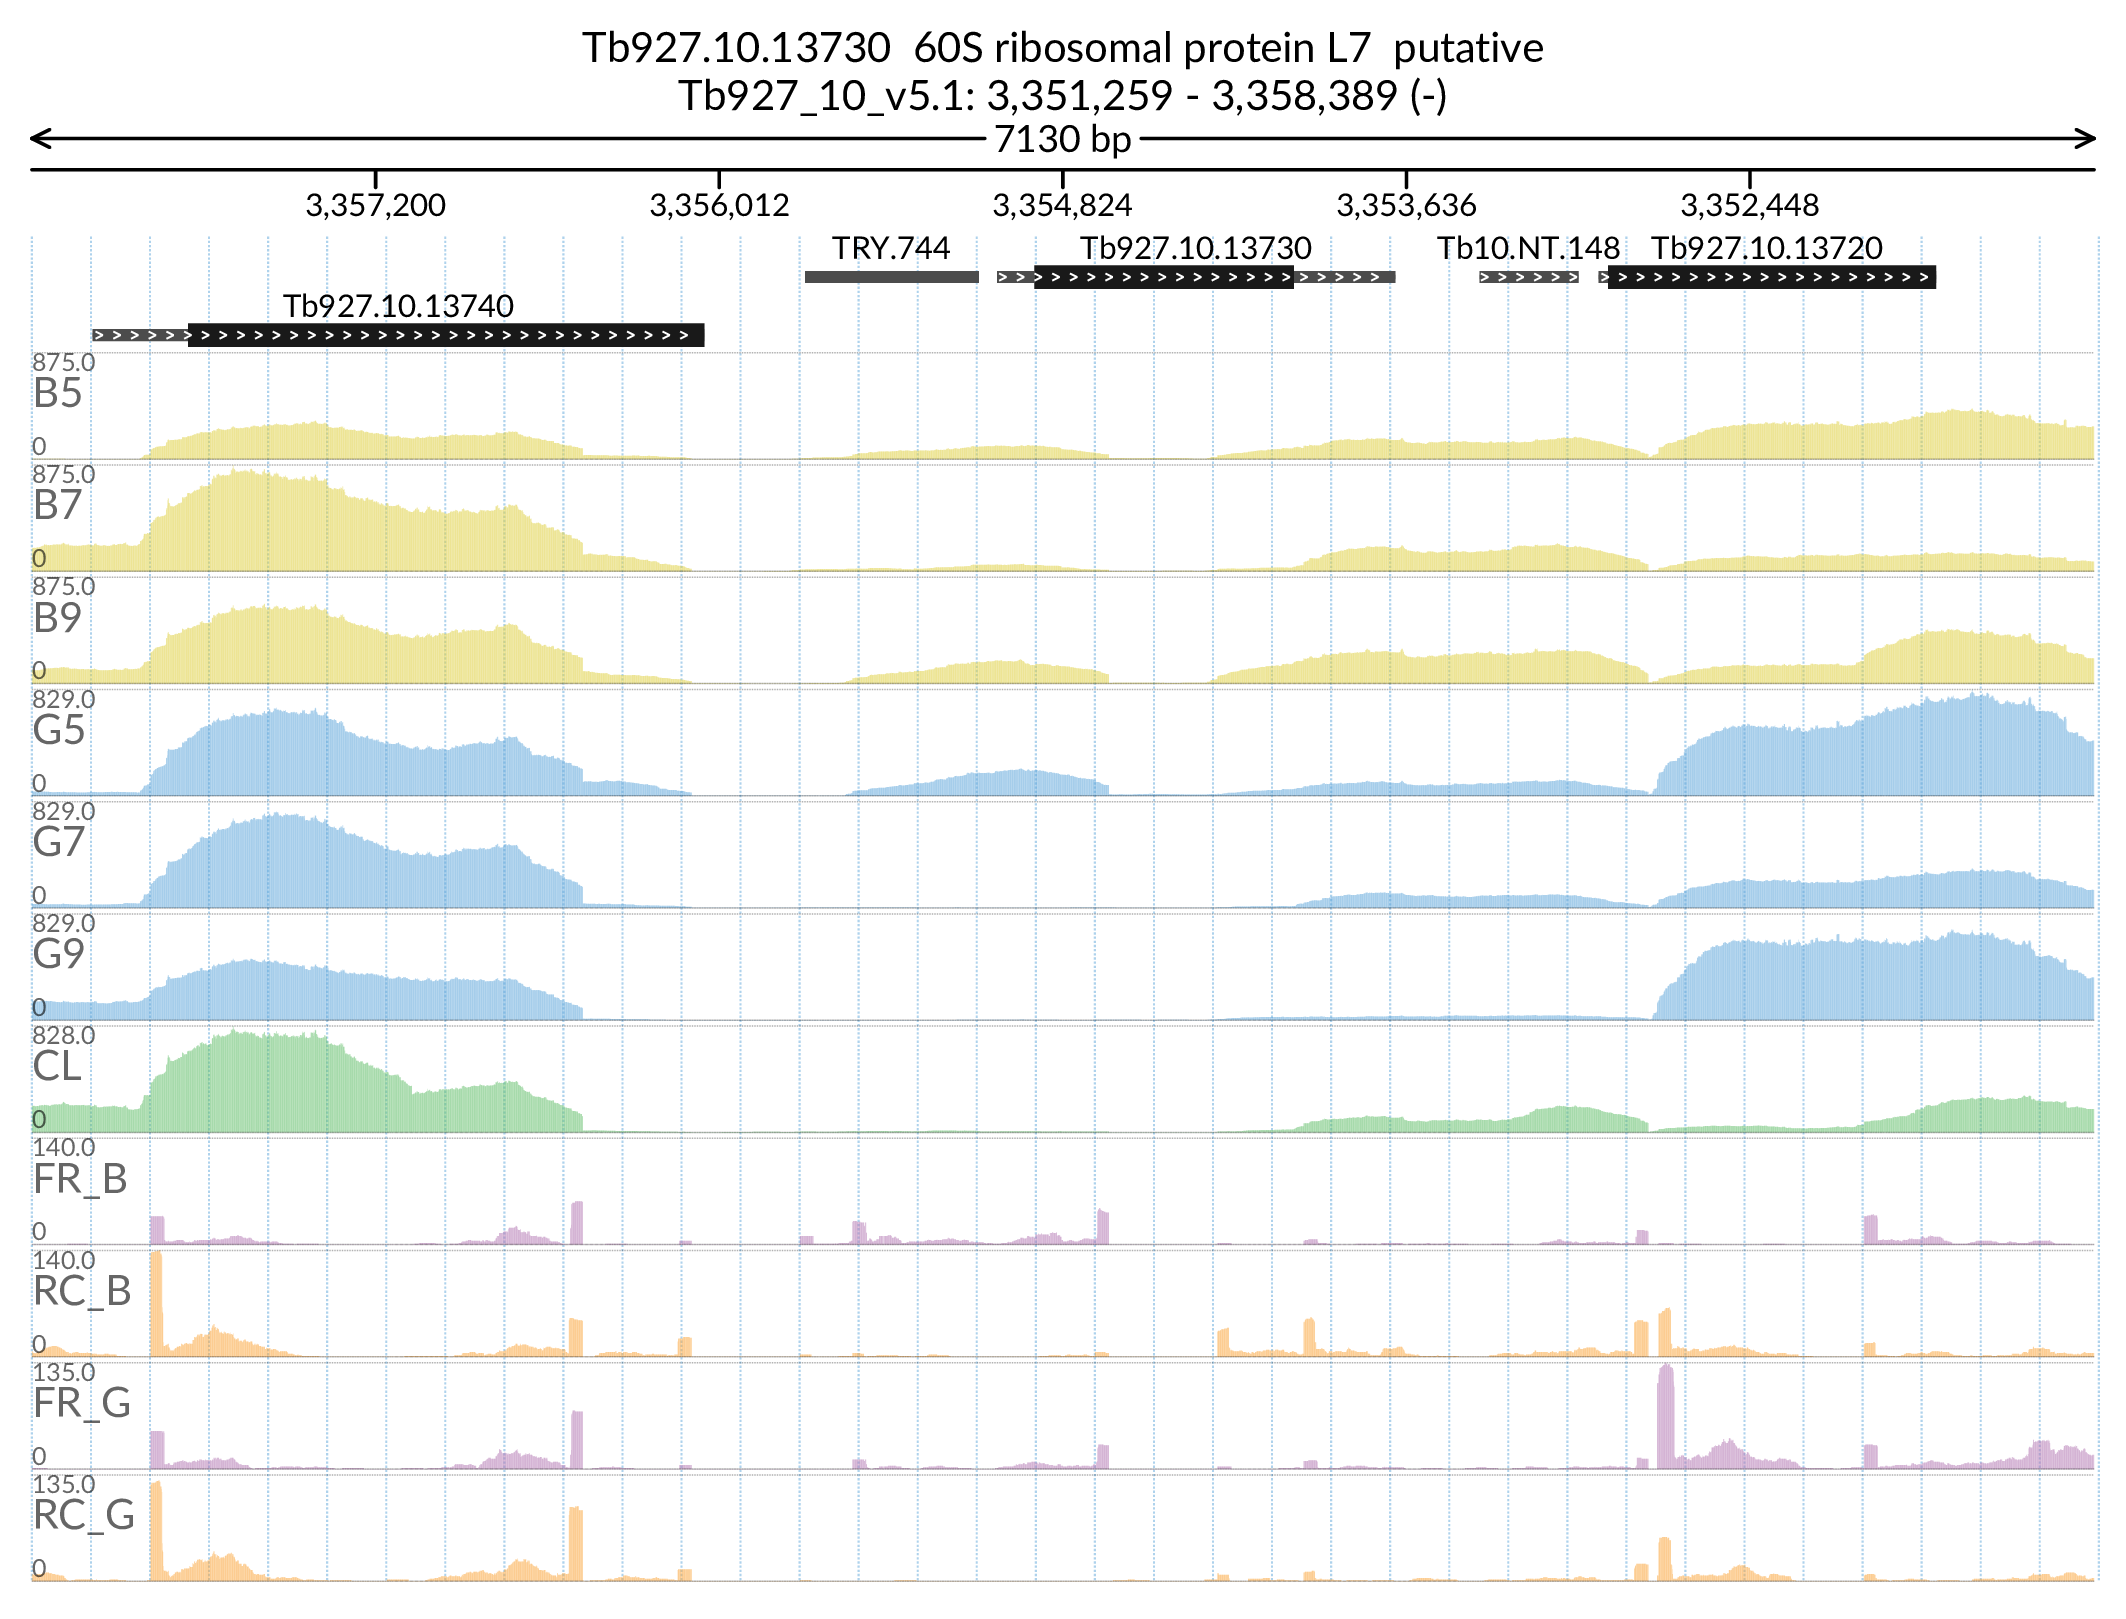 Tb927.10.13730  60S ribosomal protein L7  putative
Tb927_10_v5.1: 3,351,259 - 3,358,389 (-)
7130 bp
3,357,200 3,356,012 3,354,824 3,353,636 3,352,448
TRY.744 Tb927.10.13730 Tb10.NT.148 Tb927.10.13720
Tb927.10.13740
875.0
B5
0
875.0
B7
0
875.0
B9
0
829.0
G5
0
829.0
G7
0
829.0
G9
0
828.0
CL
0
140.0
FR_B
0
140.0
RC_B
0
135.0
FR_G
0
135.0
RC_G
0